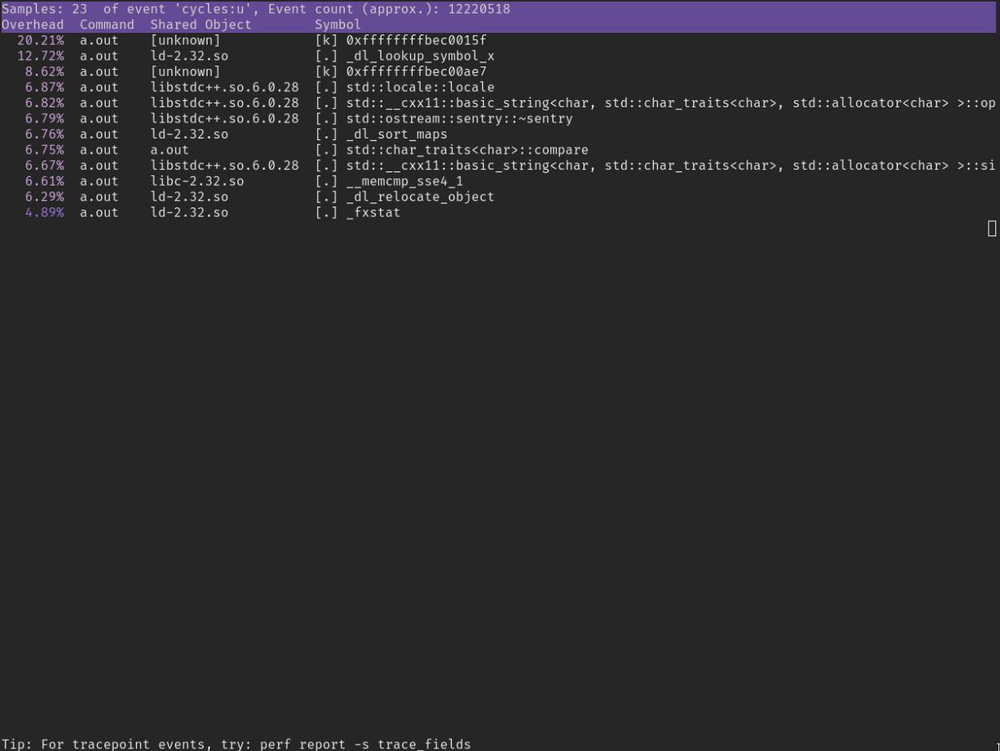 Samples: 23  of event 'cycles:u', Event count (approx.): 12220518
Overhead  Command  Shared Object        Symbol
  20.21%  a.out    [unknown]            [k] 0xffffffffbec0015f
  12.72%  a.out    ld-2.32.so           [.] _dl_lookup_symbol_x
   8.62%  a.out    [unknown]            [k] 0xffffffffbec00ae7
   6.87%  a.out    libstdc++.so.6.0.28  [.] std::locale::locale
   6.82%  a.out    libstdc++.so.6.0.28  [.] std::__cxx11::basic_string<char, std::char_traits<char>, std::allocator<char> >::op
   6.79%  a.out    libstdc++.so.6.0.28  [.] std::ostream::sentry::~sentry
   6.76%  a.out    ld-2.32.so           [.] _dl_sort_maps
   6.75%  a.out    a.out                [.] std::char_traits<char>::compare
   6.67%  a.out    libstdc++.so.6.0.28  [.] std::__cxx11::basic_string<char, std::char_traits<char>, std::allocator<char> >::si
   6.61%  a.out    libc-2.32.so         [.] __memcmp_sse4_1
   6.29%  a.out    ld-2.32.so           [.] _dl_relocate_object
   4.89%  a.out    ld-2.32.so           [.] _fxstat
Tip: For tracepoint events, try: perf report -s trace_fields